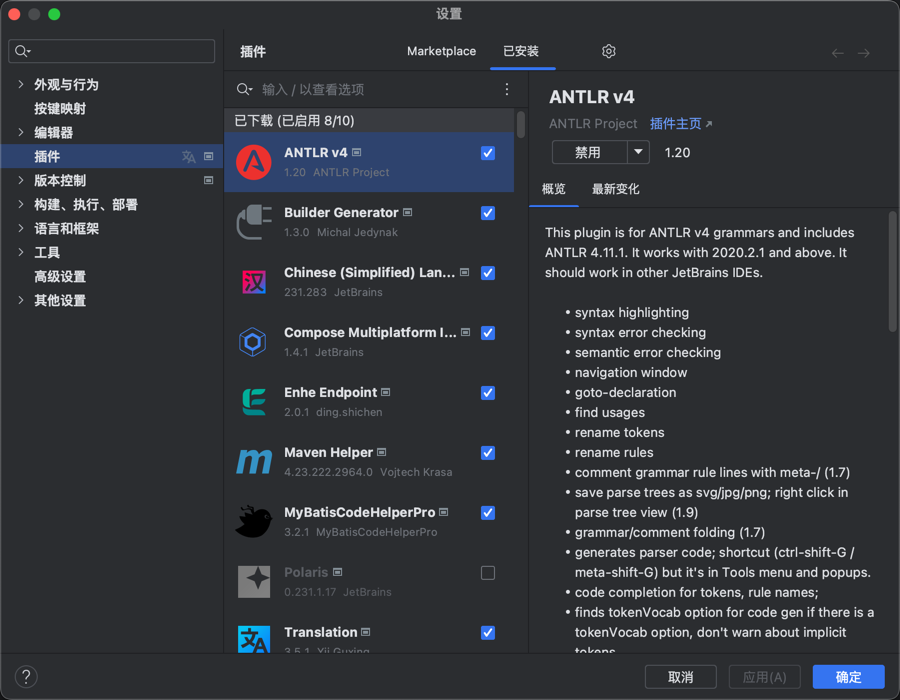 设置
外观与行为
按键映射
编辑器
插件
版本控制
构建、执行、部署
语言和框架
工具
高级设置
其他设置
插件
Marketplace
已安装
输入 / 以查看选项
已下载 (已启用 8/10)
ANTLR v4
1.20 ANTLR Project
Builder Generator
1.3.0 Michal Jedynak
汉
Chinese (Simplified) Lan...
231.283 JetBrains
Compose Multiplatform I...
1.4.1 JetBrains
Enhe Endpoint
2.0.1 ding.shichen
m
Maven Helper
4.23.222.2964.0 Vojtech Krasa
MyBatisCodeHelperPro
3.2.1 MyBatisCodeHelperPro
Polaris
0.231.1.17 JetBrains
Translation
3.5.1 Yii Guxing
ANTLR v4
ANTLR Project 插件主页 ↗
禁用 1.20
概览 最新变化
This plugin is for ANTLR v4 grammars and includes
ANTLR 4.11.1. It works with 2020.2.1 and above. It
should work in other JetBrains IDEs.
• syntax highlighting
• syntax error checking
• semantic error checking
• navigation window
• goto-declaration
• find usages
• rename tokens
• rename rules
• comment grammar rule lines with meta-/ (1.7)
• save parse trees as svg/jpg/png; right click in
parse tree view (1.9)
• grammar/comment folding (1.7)
• generates parser code; shortcut (ctrl-shift-G /
meta-shift-G) but it's in Tools menu and popups.
• code completion for tokens, rule names;
• finds tokenVocab option for code gen if there is a
tokenVocab option, don't warn about implicit
tokens
?
取消
应用(A)
确定